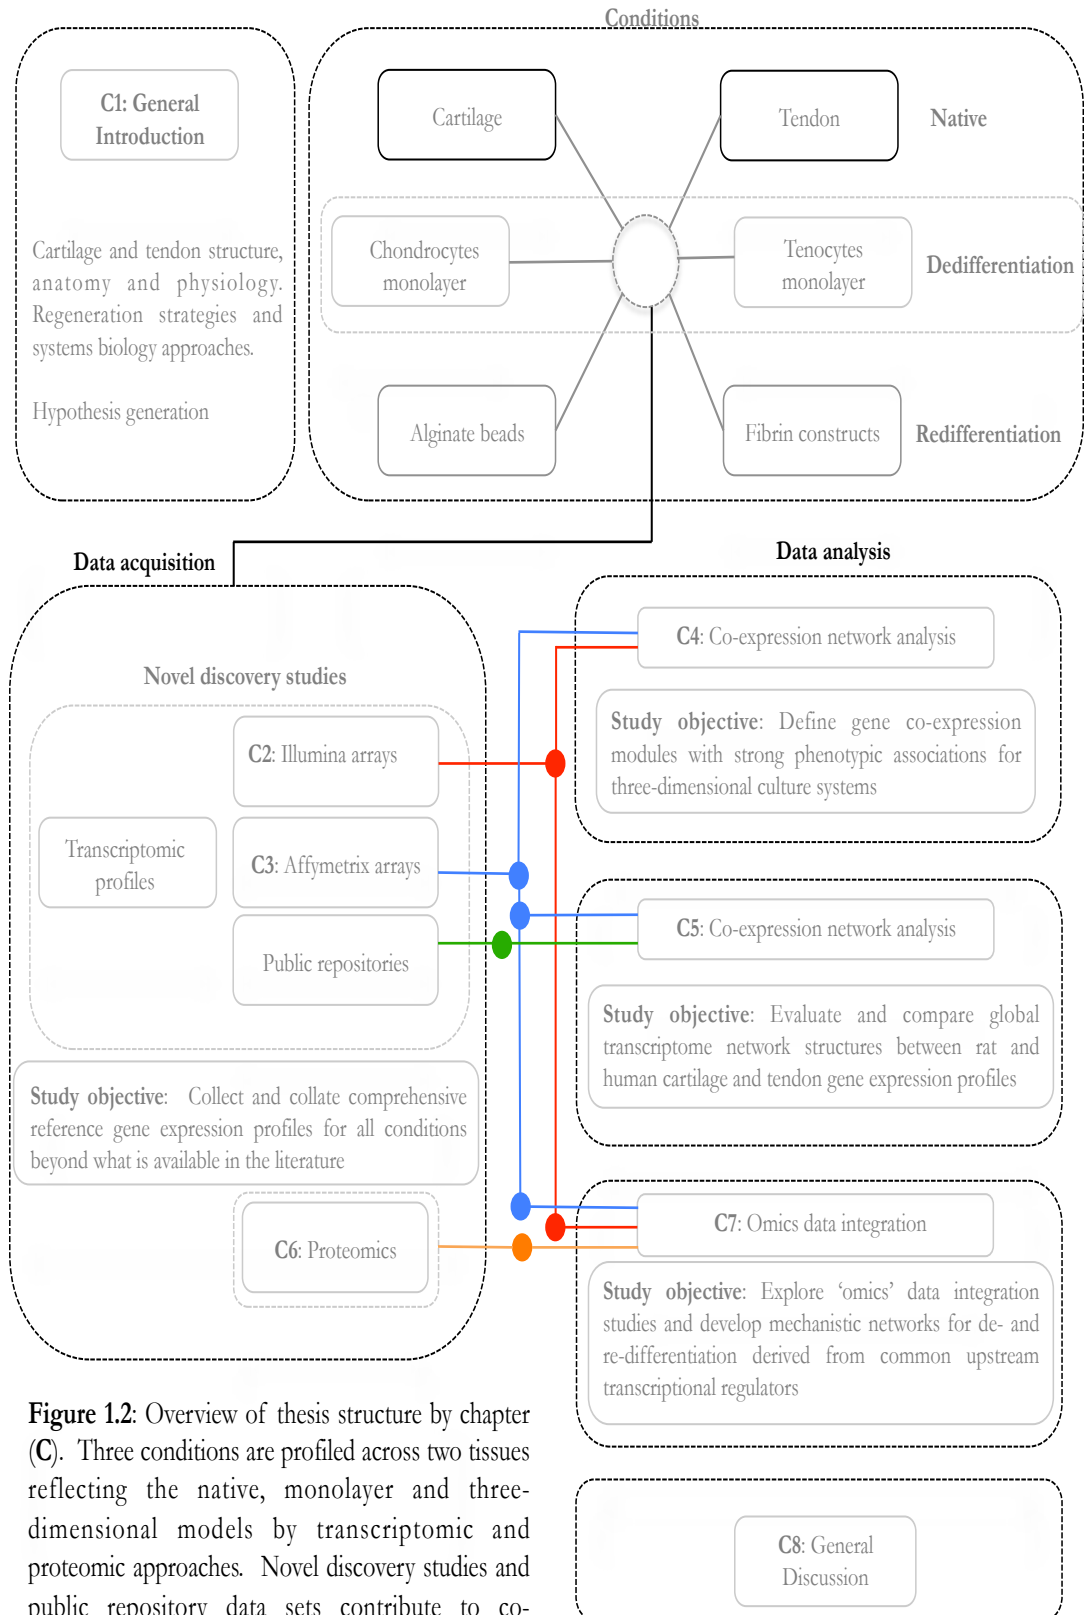 Conditions
C1: General
Introduction
Cartilage and tendon structure,
anatomy and physiology.
Regeneration strategies and
systems biology approaches.
Hypothesis generation
Cartilage
Tendon
Native
Chondrocytes
monolayer
Tenocytes
monolayer
Dedifferentiation
Alginate beads
Fibrin constructs
Redifferentiation
Data acquisition
Novel discovery studies
C2: Illumina arrays
Transcriptomic
profiles
C3: Affymetrix arrays
Public repositories
Study objective: Collect and collate comprehensive
reference gene expression profiles for all conditions
beyond what is available in the literature
C6: Proteomics
Data analysis
C4: Co-expression network analysis
Study objective: Define gene co-expression
modules with strong phenotypic associations for
three-dimensional culture systems
C5: Co-expression network analysis
Study objective: Evaluate and compare global
transcriptome network structures between rat and
human cartilage and tendon gene expression profiles
C7: Omics data integration
Study objective: Explore ‘omics’ data integration
studies and develop mechanistic networks for de- and
re-differentiation derived from common upstream
transcriptional regulators
C8: General
Discussion
Figure 1.2: Overview of thesis structure by chapter
(C). Three conditions are profiled across two tissues
reflecting the native, monolayer and three-
dimensional models by transcriptomic and
proteomic approaches. Novel discovery studies and
public repository data sets contribute to co-